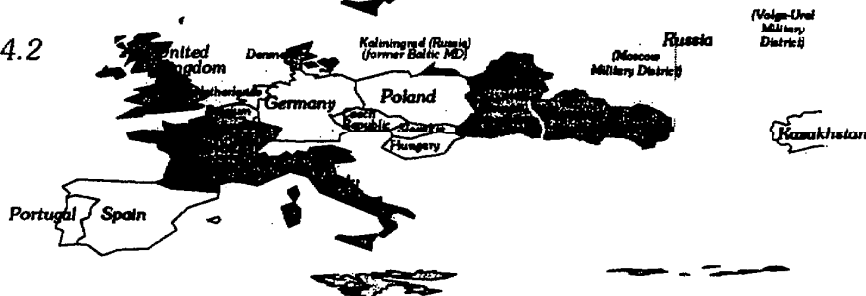 4.2
United
Kingdom
Netherlands
Germany
Poland
Czech
Republic
Hungary
Kaliningrad (Russia)
(former Baltic MD)
Russia
(Moscow
Military District)
(Volga-Ural
Military
District)
Kazakhstan
Portugal
Spain